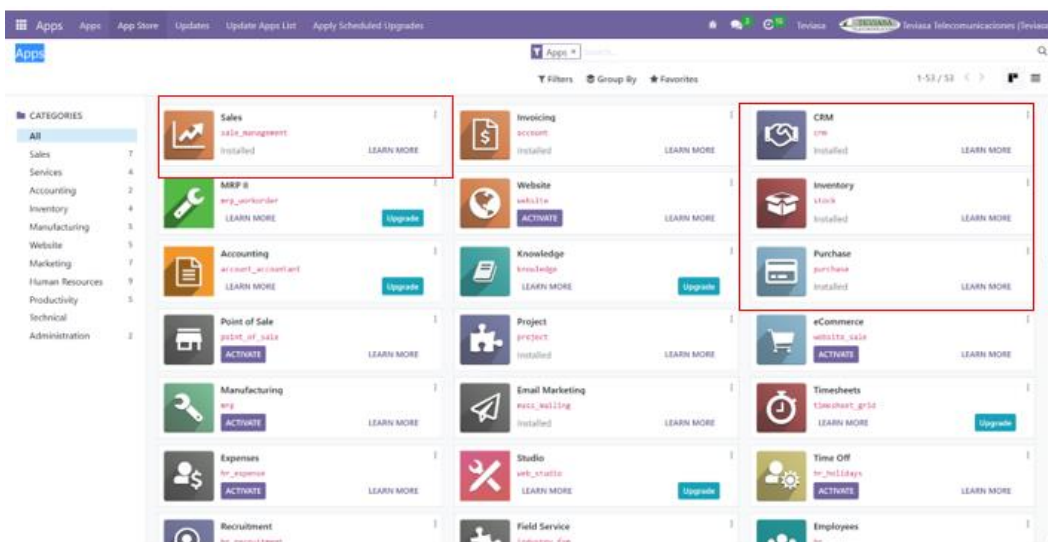 Apps Apps App Store Updates Update Apps List Apply Scheduled Upgrades Teviasa TEVIASA Teviasa Telecomunicaciones (Teviasa
Apps
Apps × Search...
Filters Group By Favorites 1-53 / 53
CATEGORIES
All
Sales 7
Services 4
Accounting 2
Inventory 4
Manufacturing 5
Website 5
Marketing 7
Human Resources 9
Productivity 5
Technical
Administration 2
Sales
sale_management
Installed LEARN MORE
Invoicing
account
Installed LEARN MORE
CRM
crm
Installed LEARN MORE
MRP II
mrp_workorder
LEARN MORE Upgrade
Website
website
ACTIVATE LEARN MORE
Inventory
stock
Installed LEARN MORE
Accounting
account_accountant
LEARN MORE Upgrade
Knowledge
knowledge
LEARN MORE Upgrade
Purchase
purchase
Installed LEARN MORE
Point of Sale
point_of_sale
ACTIVATE LEARN MORE
Project
project
Installed LEARN MORE
eCommerce
website_sale
ACTIVATE LEARN MORE
Manufacturing
mrp
ACTIVATE LEARN MORE
Email Marketing
mass_mailing
Installed LEARN MORE
Timesheets
timesheet_grid
LEARN MORE Upgrade
Expenses
hr_expense
ACTIVATE LEARN MORE
Studio
web_studio
LEARN MORE Upgrade
Time Off
hr_holidays
ACTIVATE LEARN MORE
Recruitment
hr_recruitment
Field Service
industry_fsm
Employees
hr